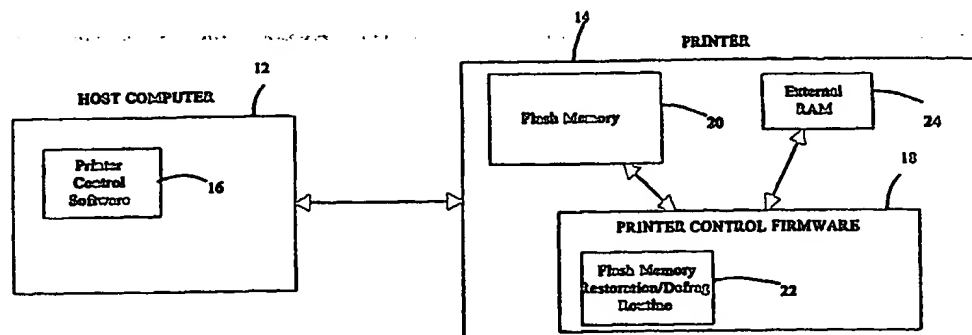 14
PRINTER
12
HOST COMPUTER
Printer
Control
Software
16
Flash Memory
20
External
RAM
24
18
PRINTER CONTROL FIRMWARE
Flash Memory
Restoration/Defrag
Routine
22